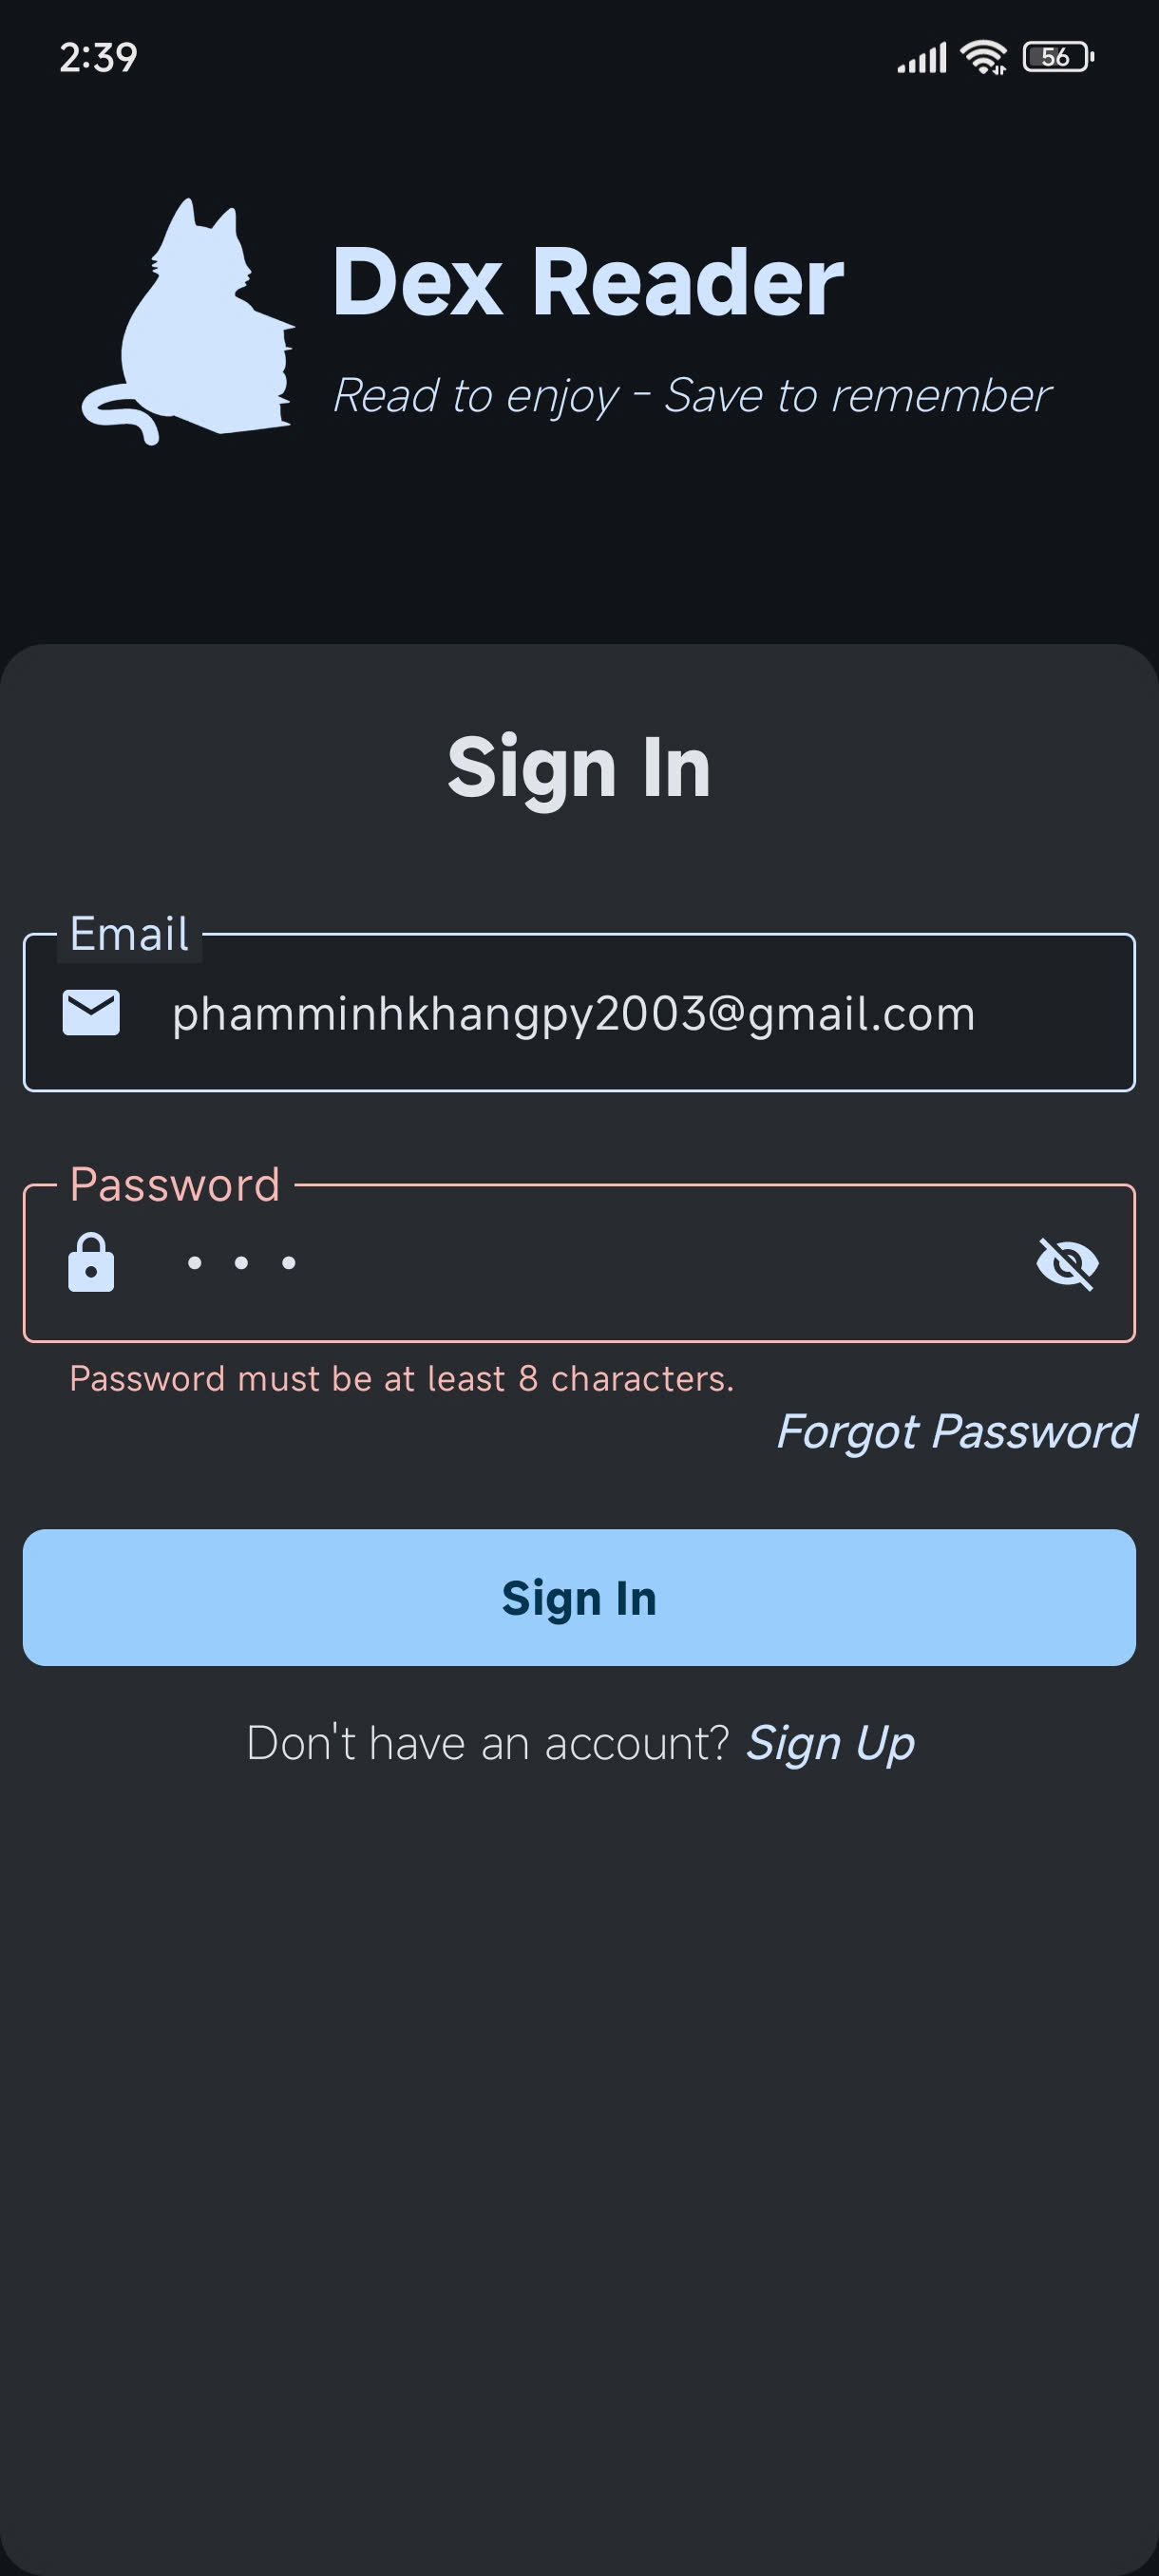 2:39
56
Dex Reader
Read to enjoy - Save to remember
Sign In
Email
phamminhkhangpy2003@gmail.com
Password
• • •
Password must be at least 8 characters.
Forgot Password
Sign In
Don't have an account? Sign Up